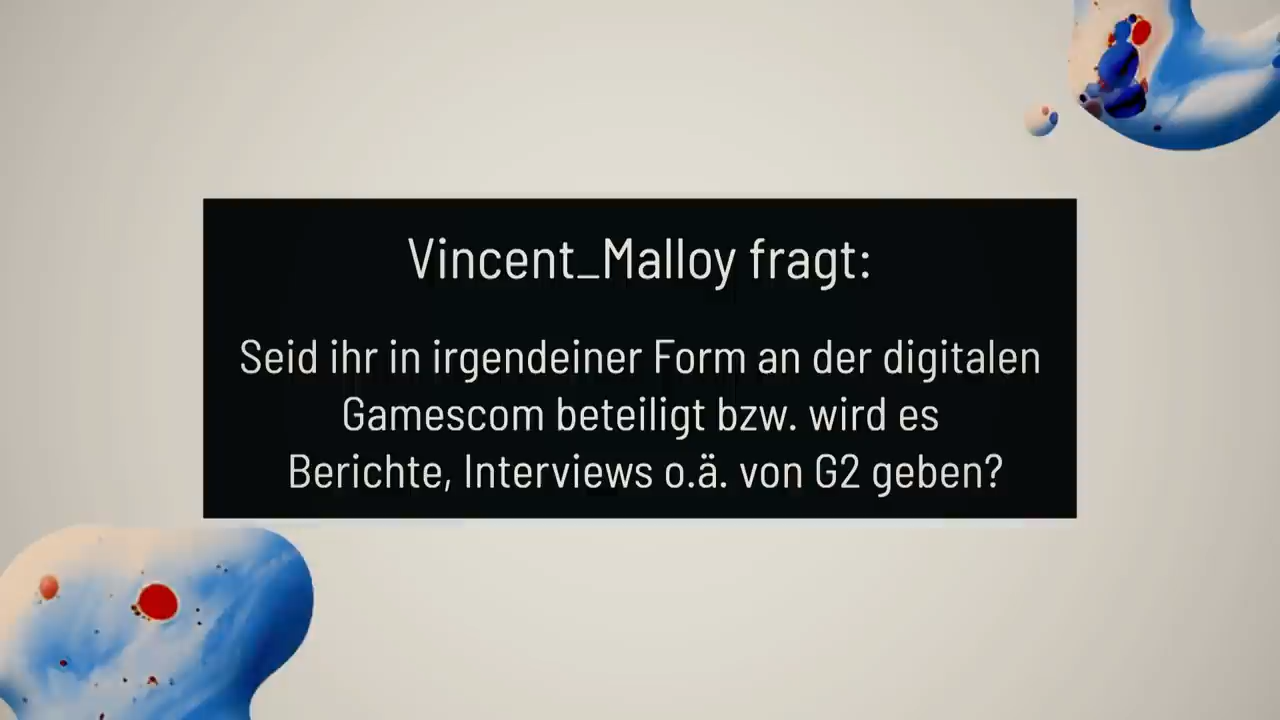 Vincent_Malloy fragt:
Seid ihr in irgendeiner Form an der digitalen
Gamescom beteiligt bzw. wird es
Berichte, Interviews o.ä. von G2 geben?